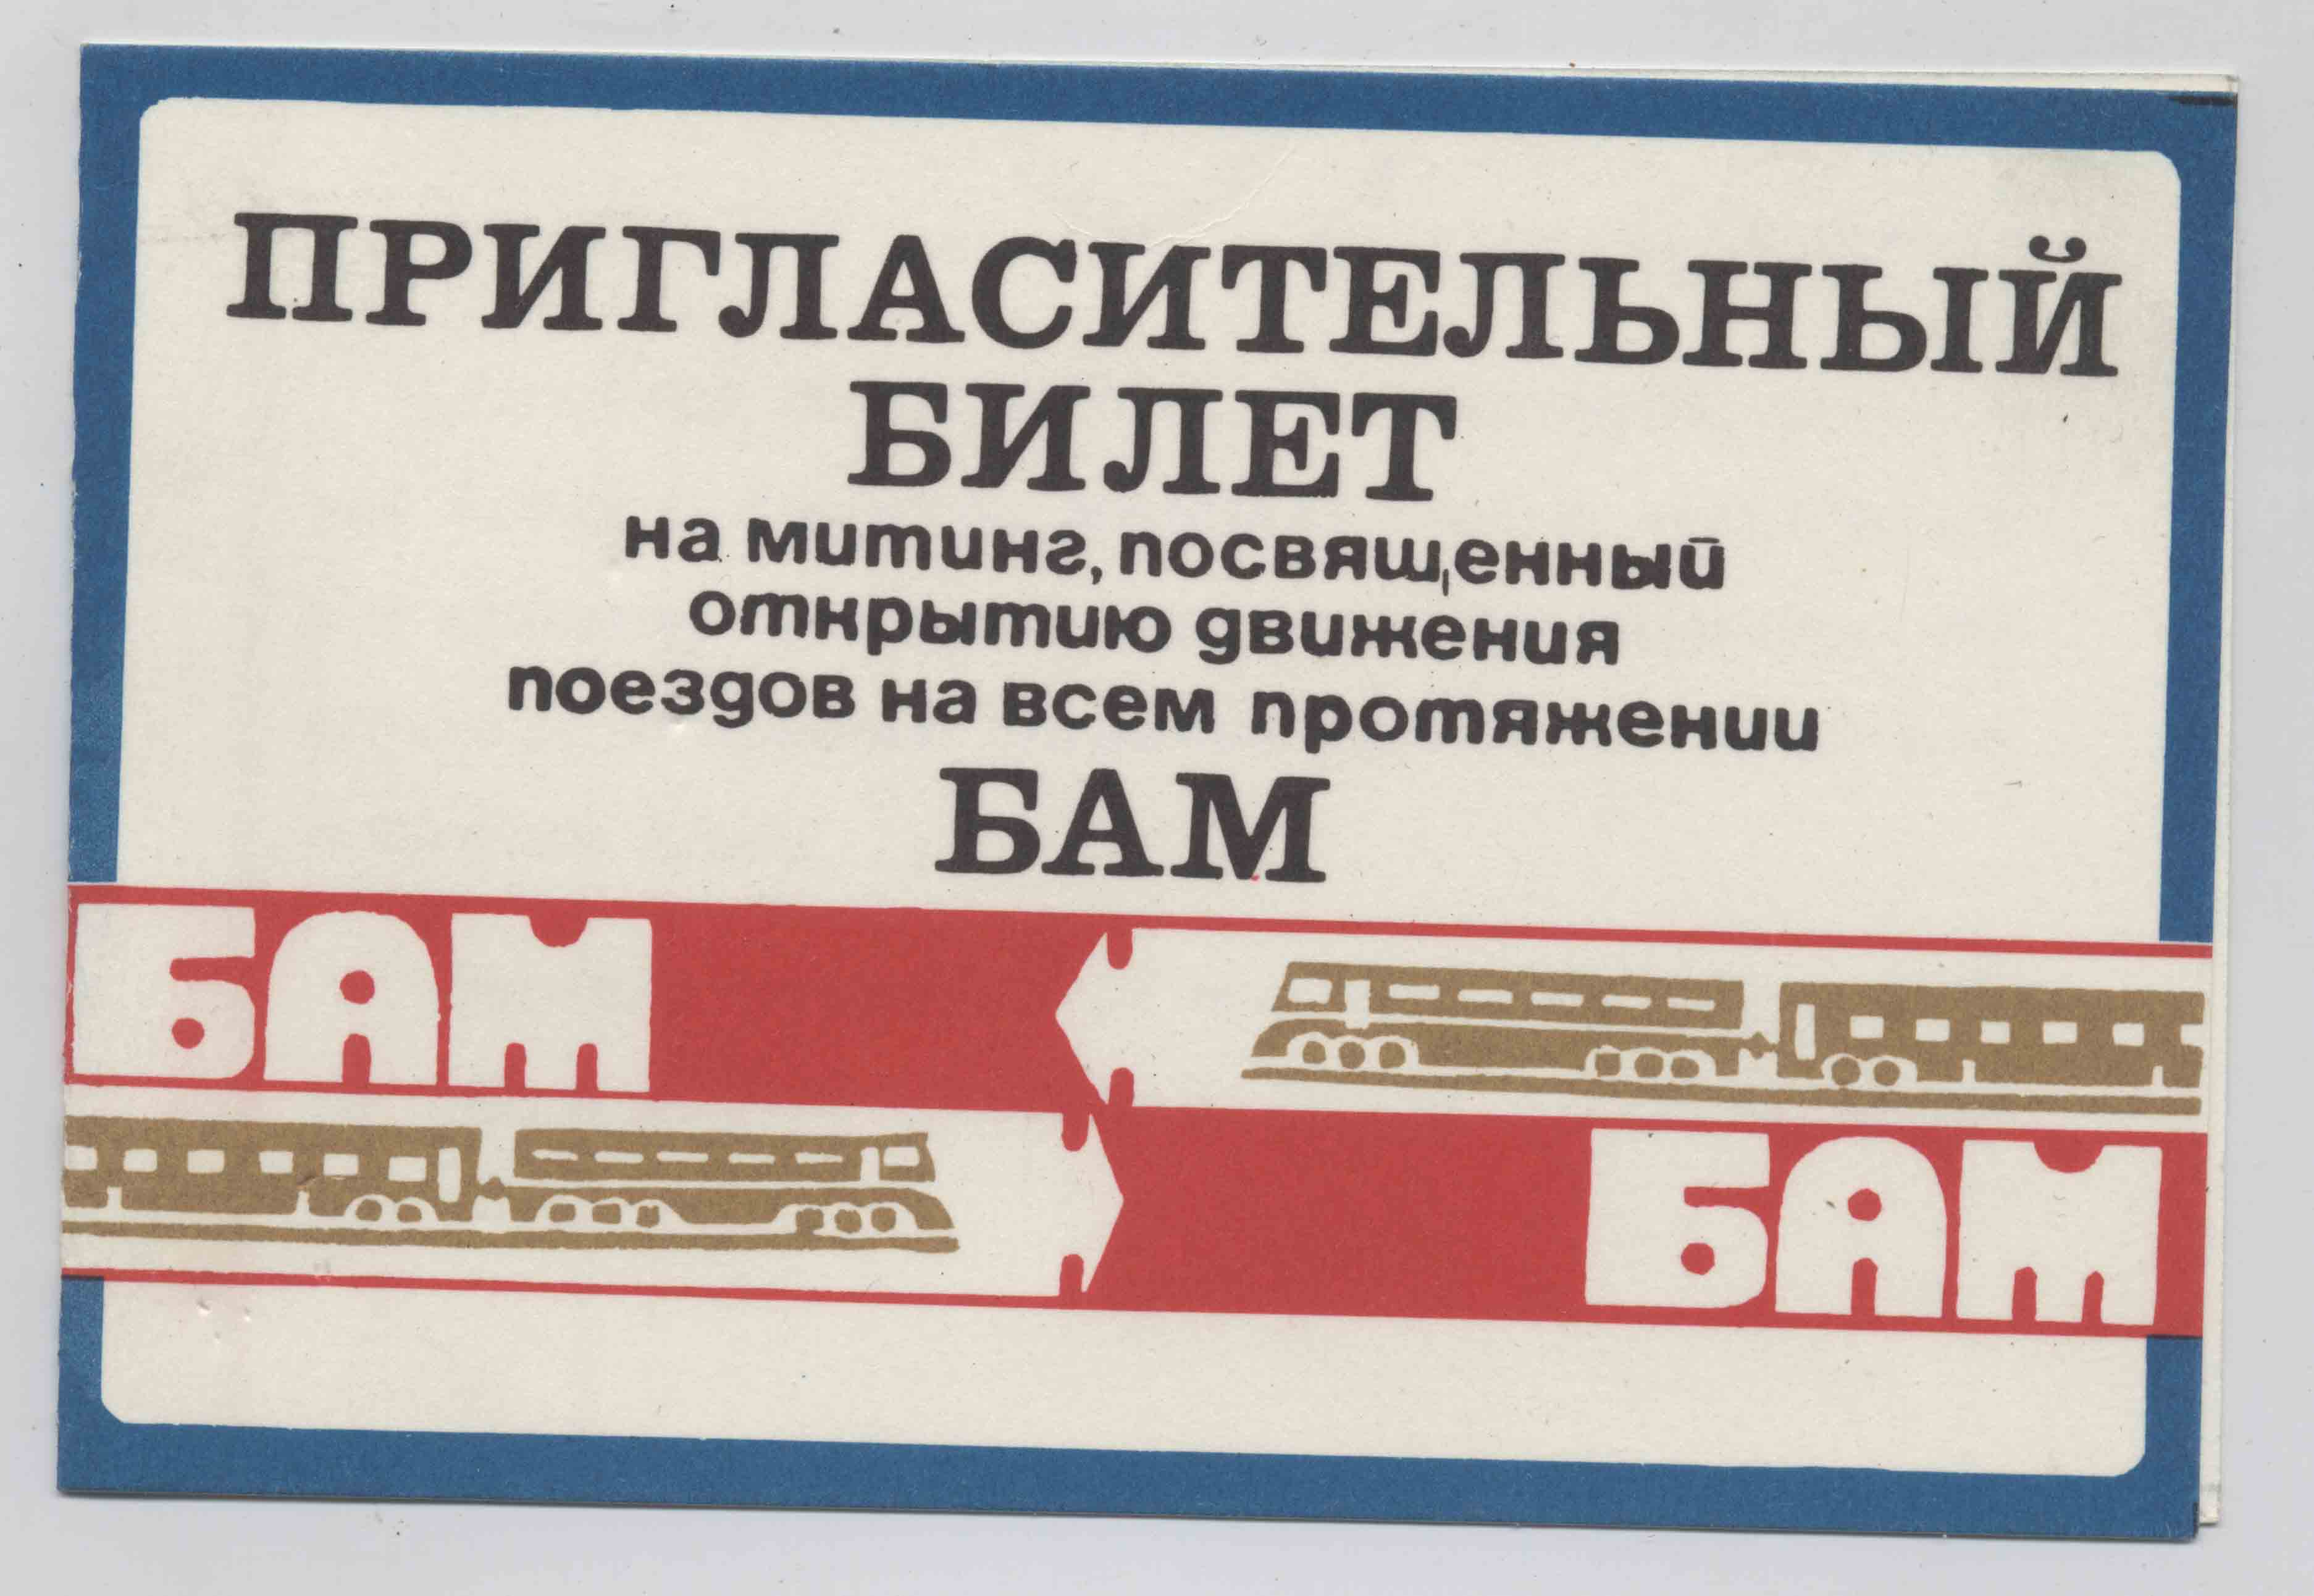 ПРИГЛАСИТЕЛЬНЫЙ
БИЛЕТ
на митинг, посвященный
открытию движения
поездов на всем протяжении
БАМ
БАМ
БАМ